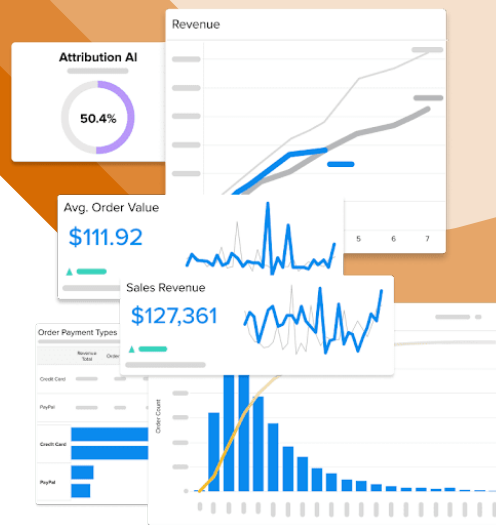 Revenue
Attribution AI
50.4%
5 6 7
Avg. Order Value
$111.92
Sales Revenue
$127,361
Order Payment Types
Revenue
Total
Order
Credit Card
PayPal
Credit Card
PayPal
Order Count
0